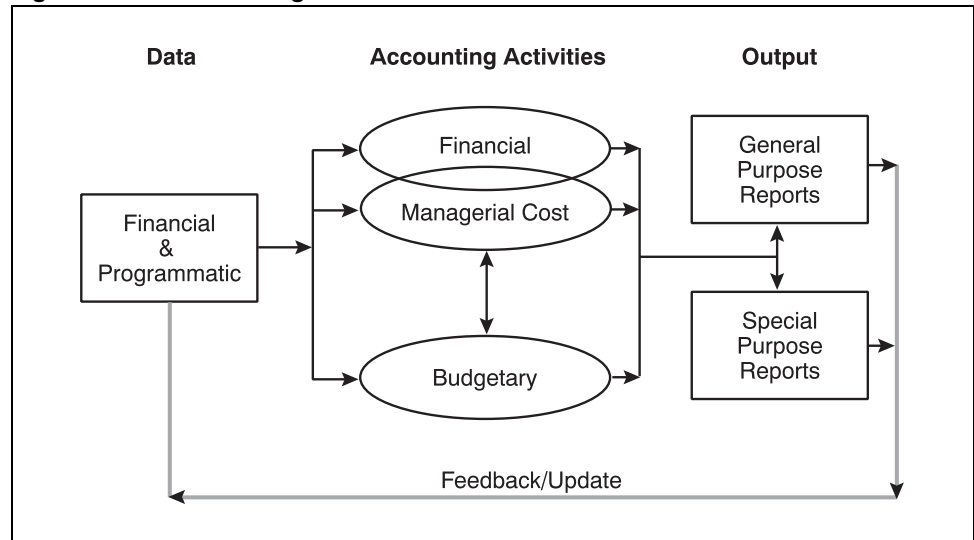 Data
Accounting Activities
Output
Financial
&
Programmatic
Financial
Managerial Cost
Budgetary
General
Purpose
Reports
Special
Purpose
Reports
Feedback/Update